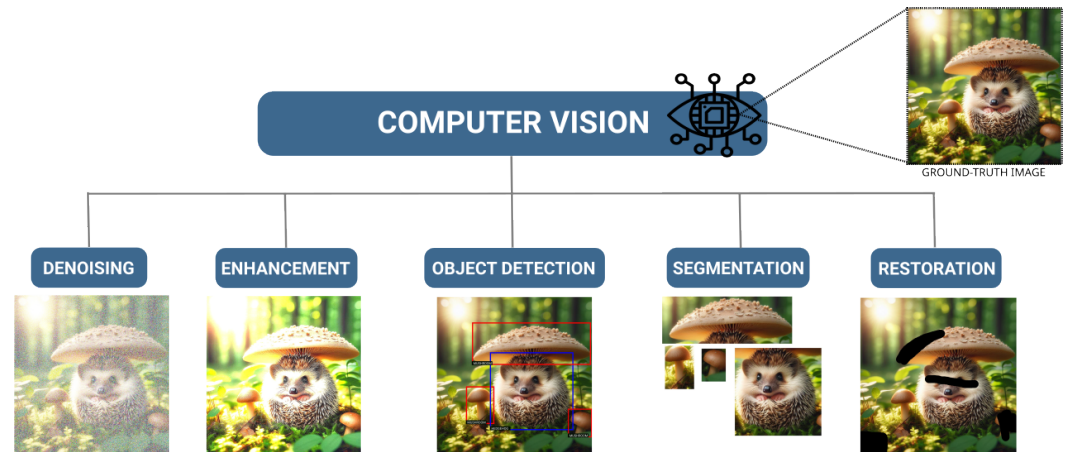 COMPUTER VISION
GROUND-TRUTH IMAGE
DENOISING
ENHANCEMENT
OBJECT DETECTION
SEGMENTATION
RESTORATION